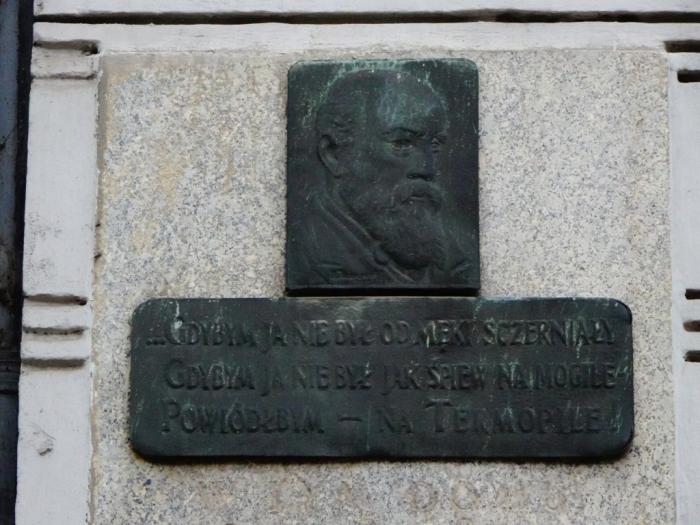 ...GDYBYM JA NIE BYŁ OD MĘKI SCZERNIAŁY
GDYBYM JA NIE BYŁ JAK ŚPIEW NA MOGILE
POWIÓDŁBYM — NA TERMOPILE!